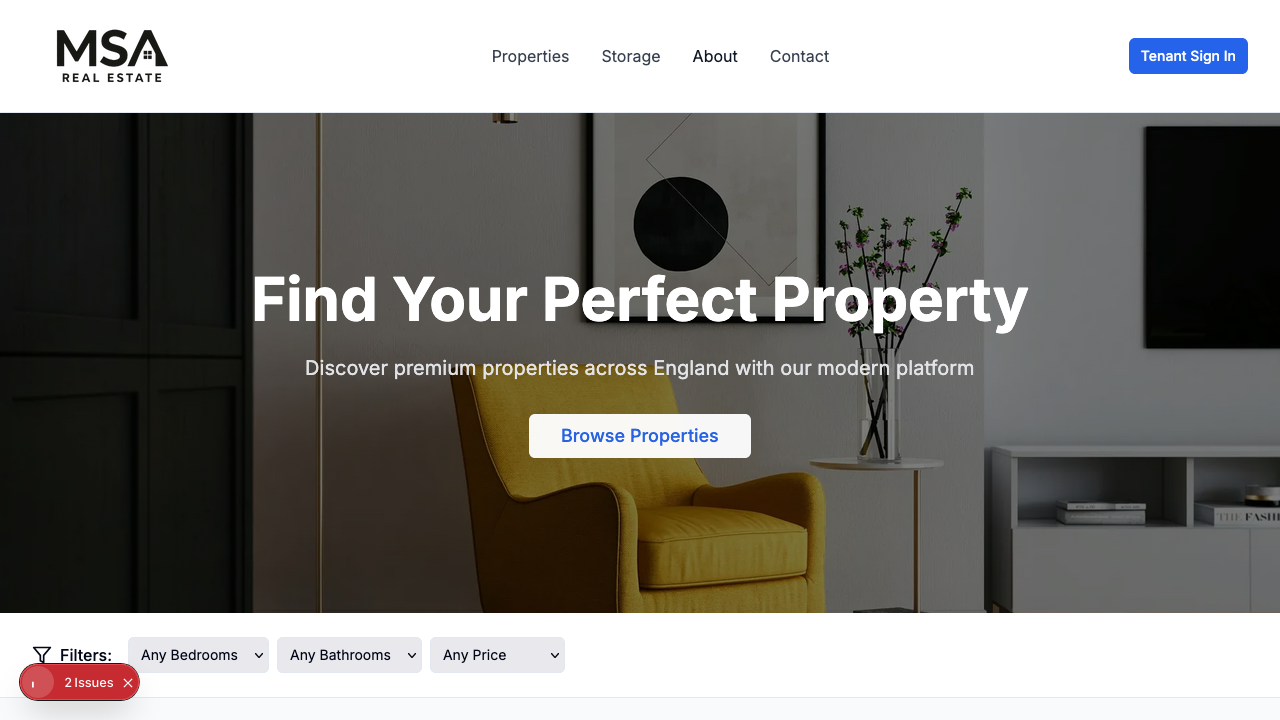 MSA
REAL ESTATE
Properties
Storage
About
Contact
Tenant Sign In
Find Your Perfect Property
Discover premium properties across England with our modern platform
Browse Properties
THE FASHI
Filters:
Any Bedrooms
Any Bathrooms
Any Price
2 Issues